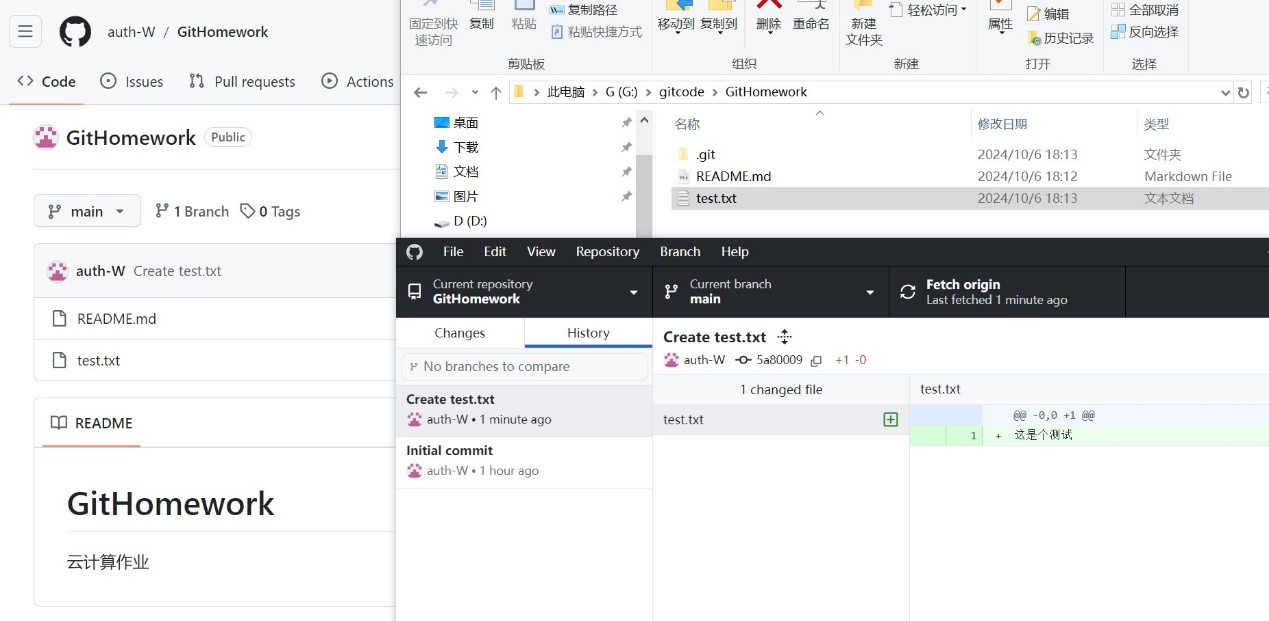 auth-W / GitHomework
Code
Issues
Pull requests
Actions
GitHomework
Public
main
1 Branch
0 Tags
auth-W Create test.txt
README.md
test.txt
README
GitHomework
云计算作业
固定到快
速访问
复制
粘贴
复制路径
粘贴快捷方式
剪贴板
移动到
复制到
删除
重命名
组织
新建
文件夹
轻松访问
新建
属性
编辑
历史记录
打开
全部取消
反向选择
选择
此电脑 > G (G:) > gitcode > GitHomework
桌面
下载
文档
图片
D (D:)
名称 修改日期 类型
.git 2024/10/6 18:13 文件夹
README.md 2024/10/6 18:12 Markdown File
test.txt 2024/10/6 18:13 文本文档
File Edit View Repository Branch Help
Current repository
GitHomework
Current branch
main
Fetch origin
Last fetched 1 minute ago
Changes
History
No branches to compare
Create test.txt
auth-W • 1 minute ago
Initial commit
auth-W • 1 hour ago
Create test.txt
auth-W 5a80009 +1 -0
1 changed file
test.txt
test.txt
@@ -0,0 +1 @@
1 + 这是个测试